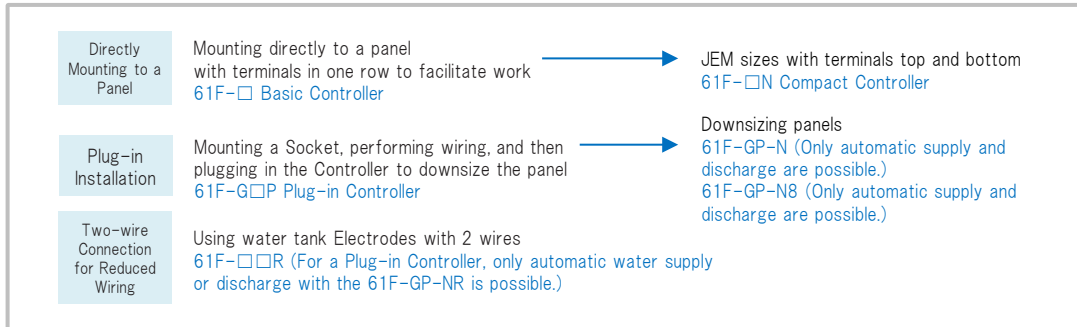 Directly
Mounting to a
Panel
Mounting directly to a panel
with terminals in one row to facilitate work
61F-□ Basic Controller
JEM sizes with terminals top and bottom
61F-□N Compact Controller
Plug-in
Installation
Mounting a Socket, performing wiring, and then
plugging in the Controller to downsize the panel
61F-G□P Plug-in Controller
Downsizing panels
61F-GP-N (Only automatic supply and
discharge are possible.)
61F-GP-N8 (Only automatic supply and
discharge are possible.)
Two-wire
Connection
for Reduced
Wiring
Using water tank Electrodes with 2 wires
61F-□□R (For a Plug-in Controller, only automatic water supply
or discharge with the 61F-GP-NR is possible.)